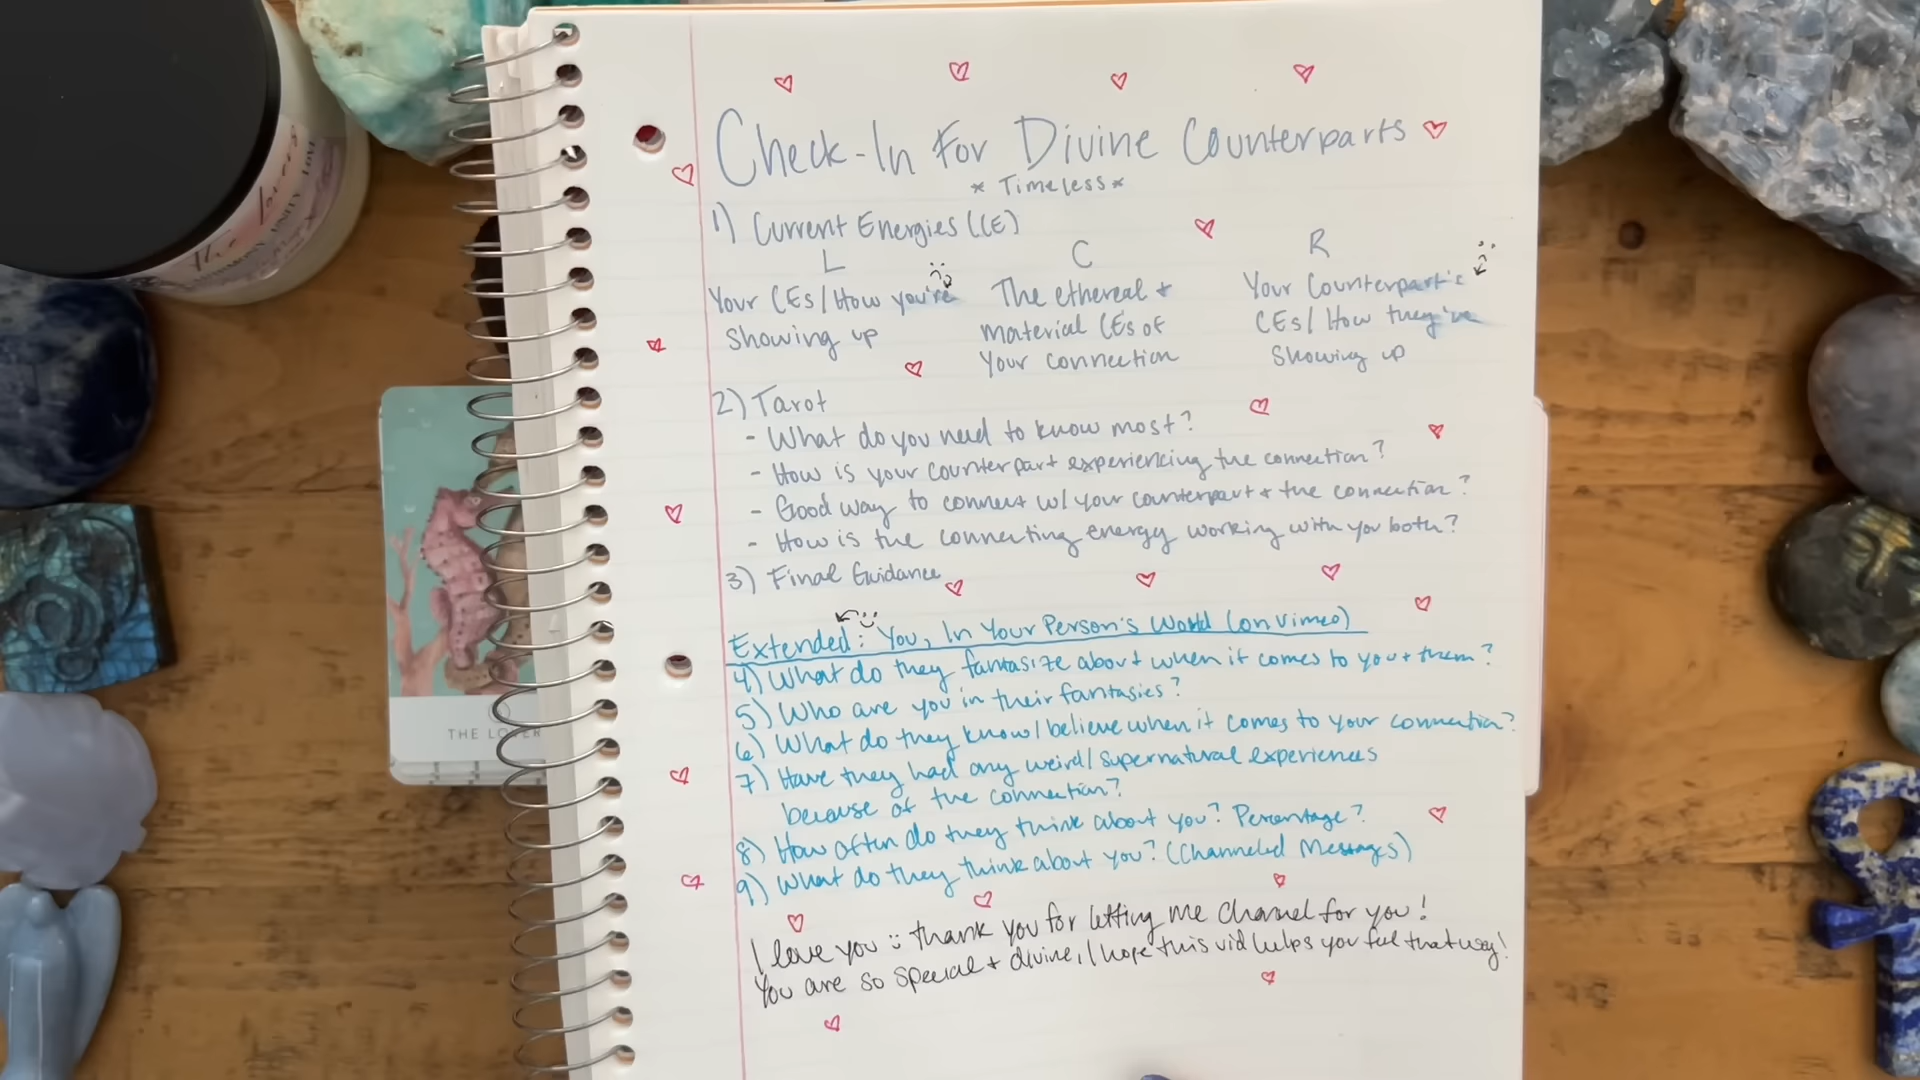 Check-In For Divine Counterparts
* Timeless *
1) Current Energies (CE)
L
C
R
Your CEs/How you're
showing up
The ethereal +
material CEs of
your connection
Your Counterpart's
CEs/How they're
showing up
2) Tarot
- What do you need to know most?
- How is your counterpart experiencing the connection?
- Good way to connect w/ your counterpart + the connection?
- How is the connecting energy working with you both?
3) Final Guidance
Extended: You, In Your Person's World (on Vimeo)
4) What do they fantasize about when it comes to you + them?
5) Who are you in their fantasies?
6) What do they know/believe when it comes to your connection?
7) Have they had any weird/supernatural experiences
because of the connection?
8) How often do they think about you? Percentage?
9) What do they think about you? (Channeled Messages)
I love you thank you for letting me channel for you!
You are so special + divine, I hope this vid helps you feel that way!
THE LOVER
The Lovers